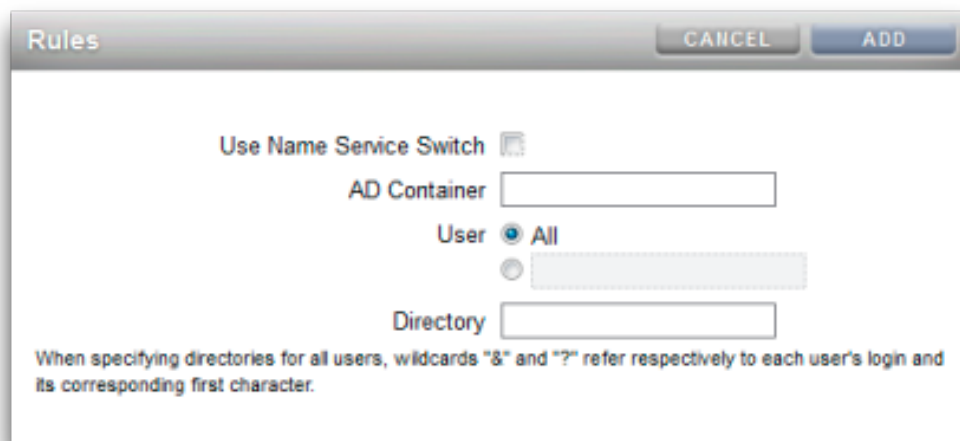 Rules CANCEL ADD
Use Name Service Switch
AD Container
User All
Directory
When specifying directories for all users, wildcards "&" and "?" refer respectively to each user's login and
its corresponding first character.